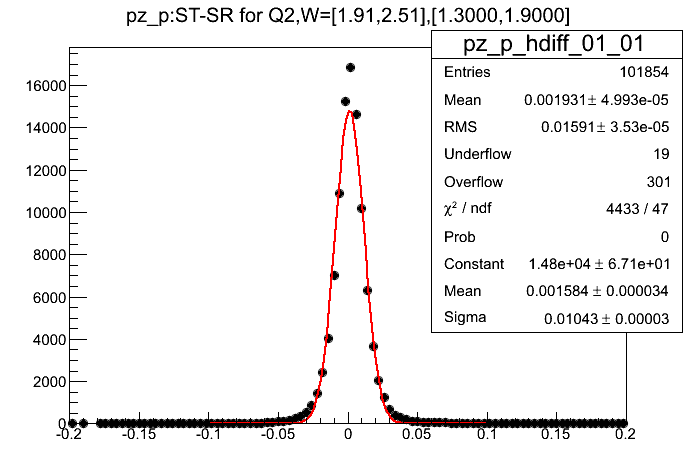 pz_p:ST-SR for Q2,W=[1.91,2.51],[1.3000,1.9000]
pz_p_hdiff_01_01
Entries 101854
Mean 0.001931 ± 4.993e-05
RMS 0.01591 ± 3.53e-05
Underflow 19
Overflow 301
χ² / ndf 4433 / 47
Prob 0
Constant 1.48e+04 ± 6.71e+01
Mean 0.001584 ± 0.000034
Sigma 0.01043 ± 0.00003
16000
14000
12000
10000
8000
6000
4000
2000
0
-0.2 -0.15 -0.1 -0.05 0 0.05 0.1 0.15 0.2